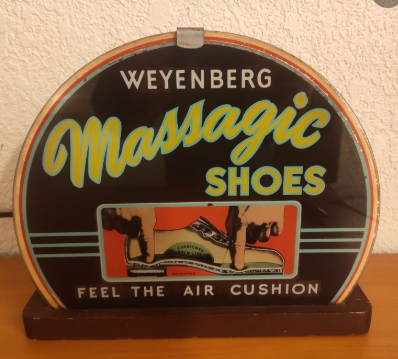 WEYENBERG
Massagic
SHOES
FEEL THE AIR CUSHION